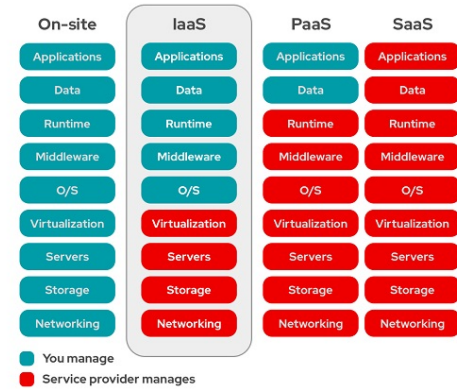 On-site IaaS PaaS SaaS
Applications Applications Applications Applications
Data Data Data Data
Runtime Runtime Runtime Runtime
Middleware Middleware Middleware Middleware
O/S O/S O/S O/S
Virtualization Virtualization Virtualization Virtualization
Servers Servers Servers Servers
Storage Storage Storage Storage
Networking Networking Networking Networking
You manage
Service provider manages